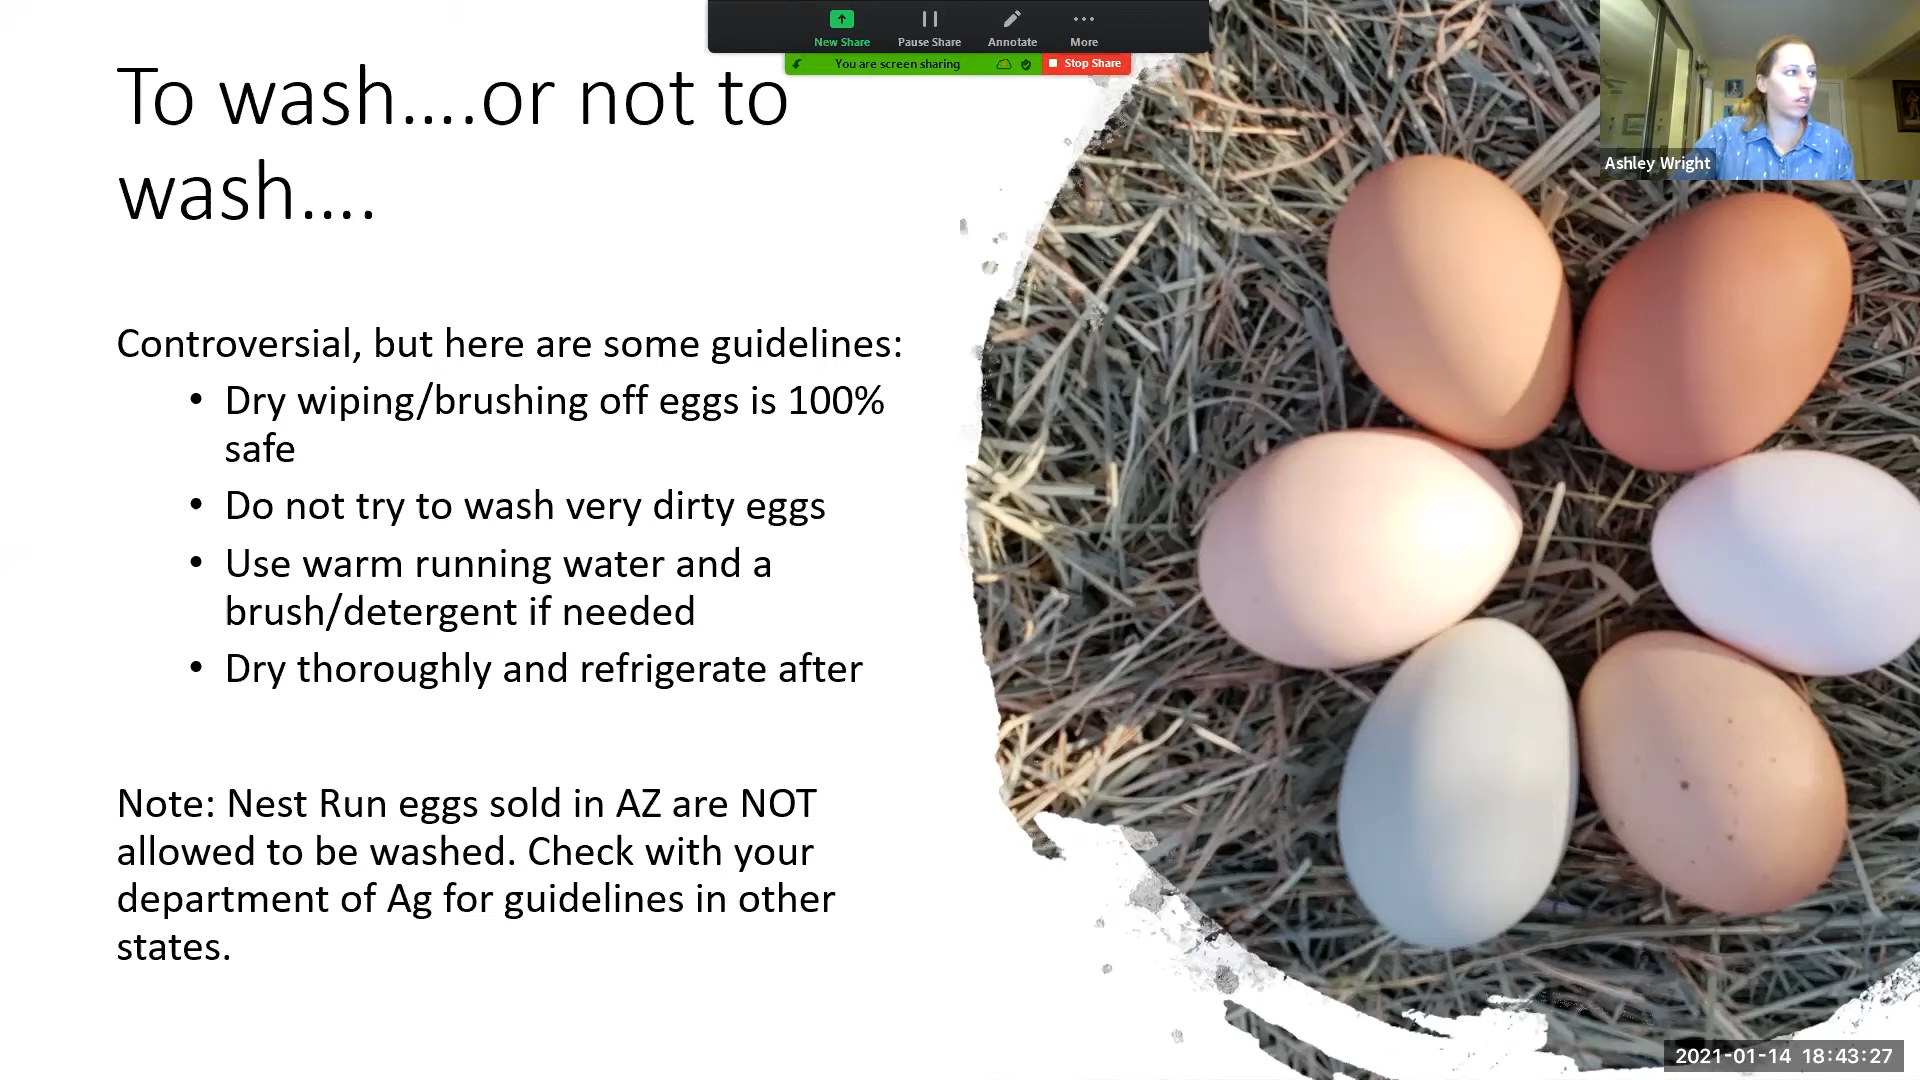 New Share
Pause Share
Annotate
More
You are screen sharing
Stop Share
To wash....or not to
wash....
Ashley Wright
Controversial, but here are some guidelines:
• Dry wiping/brushing off eggs is 100%
safe
• Do not try to wash very dirty eggs
• Use warm running water and a
brush/detergent if needed
• Dry thoroughly and refrigerate after
Note: Nest Run eggs sold in AZ are NOT
allowed to be washed. Check with your
department of Ag for guidelines in other
states.
2021-01-14 18:43:27